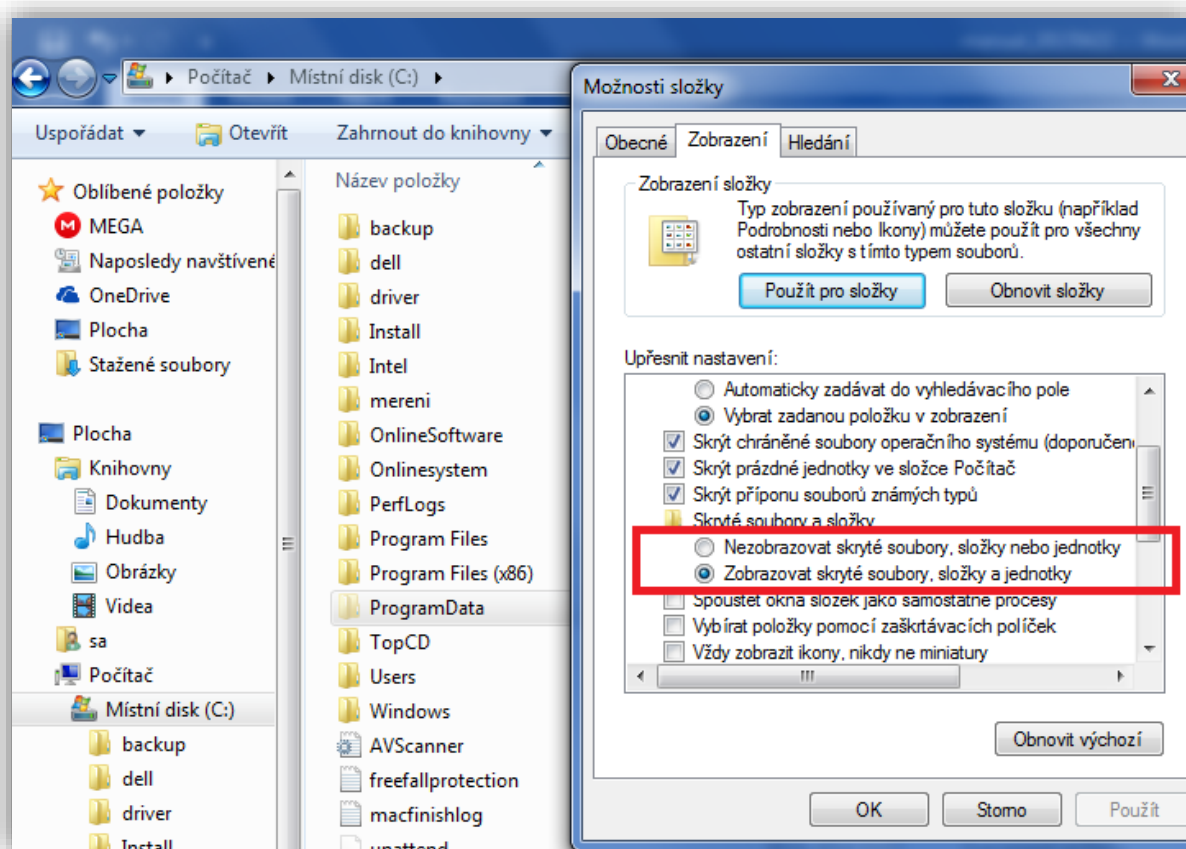 Počítač Místní disk (C:)
Uspořádat Otevřít Zahrnout do knihovny
Oblíbené položky
MEGA
Naposledy navštívené
OneDrive
Plocha
Stažené soubory
Plocha
Knihovny
Dokumenty
Hudba
Obrázky
Videa
sa
Počítač
Místní disk (C:)
backup
dell
driver
Install
Název položky
backup
dell
driver
Install
Intel
mereni
OnlineSoftware
Onlinesystem
PerfLogs
Program Files
Program Files (x86)
ProgramData
TopCD
Users
Windows
AVScanner
freefallprotection
macfinishlog
unattend
Možnosti složky
Obecné Zobrazení Hledání
Zobrazení složky
Typ zobrazení používaný pro tuto složku (například
Podrobnosti nebo Ikony) můžete použít pro všechny
ostatní složky s tímto typem souborů.
Použít pro složky Obnovit složky
Upřesnit nastavení:
Automaticky zadávat do vyhledávacího pole
Vybrat zadanou položku v zobrazení
Skrýt chráněné soubory operačního systému (doporučen
Skrýt prázdné jednotky ve složce Počítač
Skrýt příponu souborů známých typů
Skryté soubory a složky
Nezobrazovat skryté soubory, složky nebo jednotky
Zobrazovat skryté soubory, složky a jednotky
Spouštět okna složek jako samostatné procesy
Vybírat položky pomocí zaškrtávacích políček
Vždy zobrazit ikony, nikdy ne miniatury
Obnovit výchozí
OK Storno Použít